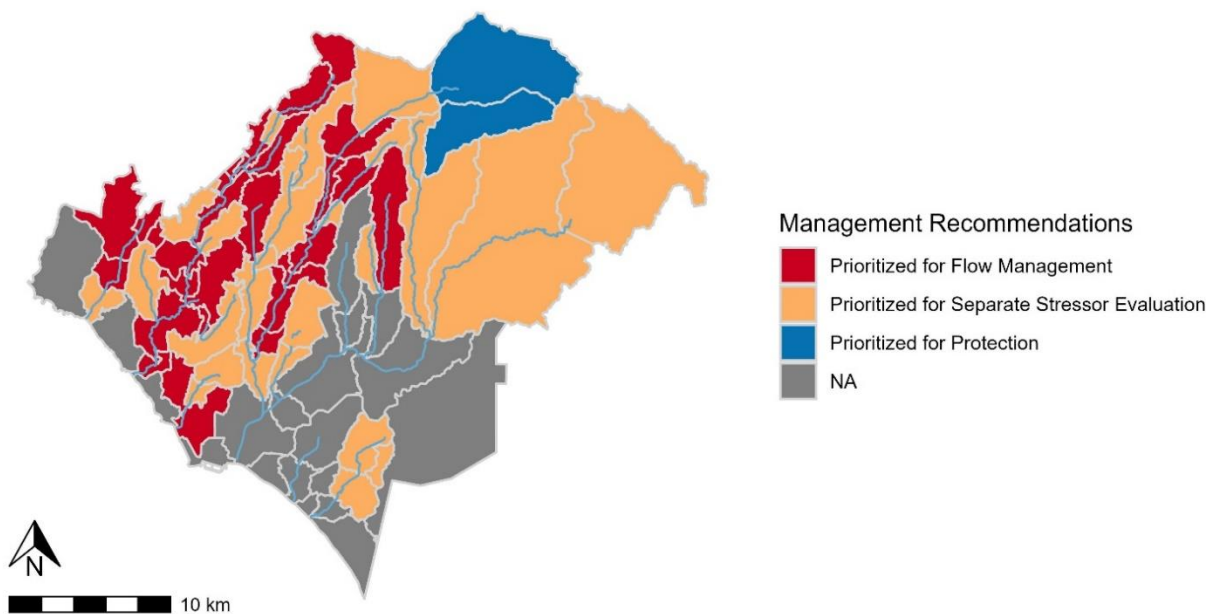 Management Recommendations
Prioritized for Flow Management
Prioritized for Separate Stressor Evaluation
Prioritized for Protection
NA
N
10 km